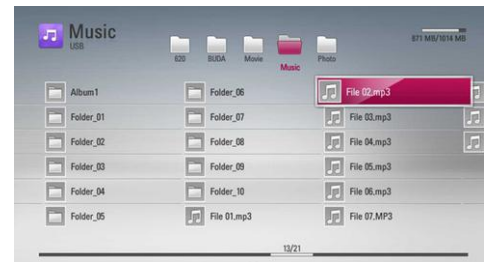 Music
USB
620 BUDA Movie Music Photo
671 MB/1014 MB
Album1
Folder_01
Folder_02
Folder_03
Folder_04
Folder_05
Folder_06
Folder_07
Folder_08
Folder_09
Folder_10
File 01.mp3
File 02.mp3
File 03.mp3
File 04.mp3
File 05.mp3
File 06.mp3
File 07.MP3
13/21